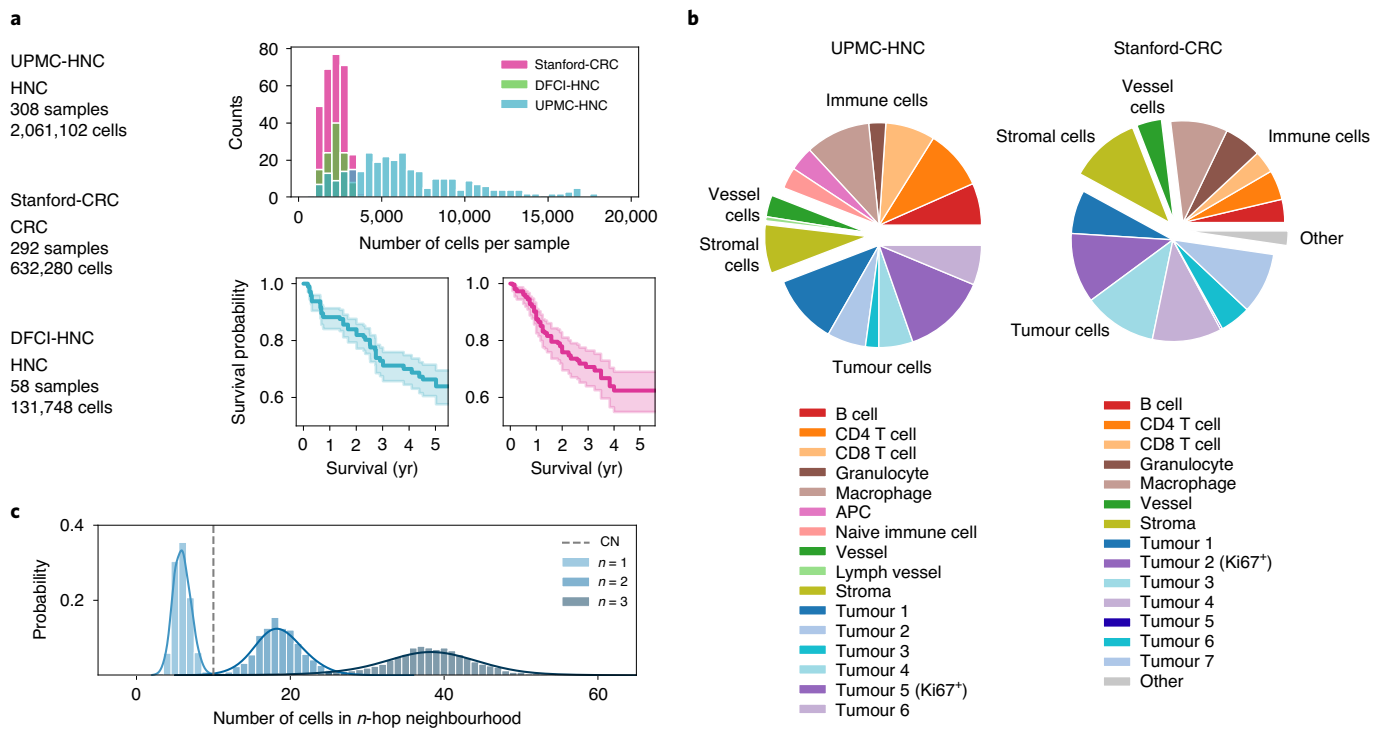 a
UPMC-HNC
HNC
308 samples
2,061,102 cells
Stanford-CRC
CRC
292 samples
632,280 cells
DFCI-HNC
HNC
58 samples
131,748 cells
80
60
40
20
0
Counts
Stanford-CRC
DFCI-HNC
UPMC-HNC
0 5,000 10,000 15,000 20,000
Number of cells per sample
1.0
0.8
0.6
Survival probability
0 1 2 3 4 5
Survival (yr)
1.0
0.8
0.6
0 1 2 3 4 5
Survival (yr)
b
UPMC-HNC
Immune cells
Vessel
cells
Stromal
cells
Tumour cells
B cell
CD4 T cell
CD8 T cell
Granulocyte
Macrophage
APC
Naive immune cell
Vessel
Lymph vessel
Stroma
Tumour 1
Tumour 2
Tumour 3
Tumour 4
Tumour 5 (Ki67⁺)
Tumour 6
Stanford-CRC
Vessel
cells
Stromal cells
Immune cells
Other
Tumour cells
B cell
CD4 T cell
CD8 T cell
Granulocyte
Macrophage
Vessel
Stroma
Tumour 1
Tumour 2 (Ki67⁺)
Tumour 3
Tumour 4
Tumour 5
Tumour 6
Tumour 7
Other
c
0.4
0.2
Probability
CN
n = 1
n = 2
n = 3
0 20 40 60
Number of cells in n-hop neighbourhood